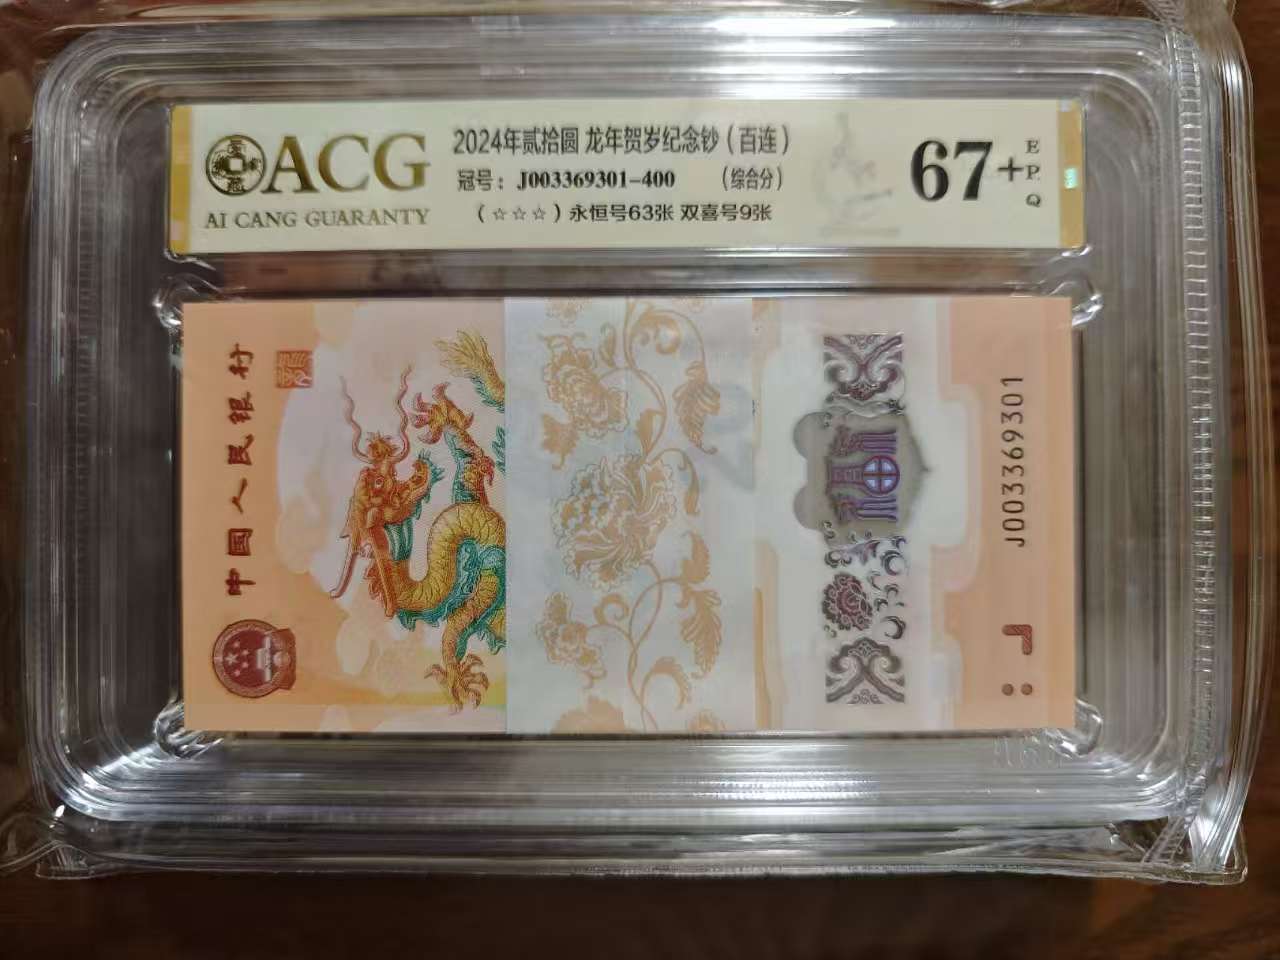 ACG
AI CANG GUARANTY
2024年贰拾圆 龙年贺岁纪念钞（百连）
冠号：J003369301-400 （综合分）
（☆☆☆）永恒号63张 双喜号9张
67+
E
P.
Q
中国人民银行
J003369301